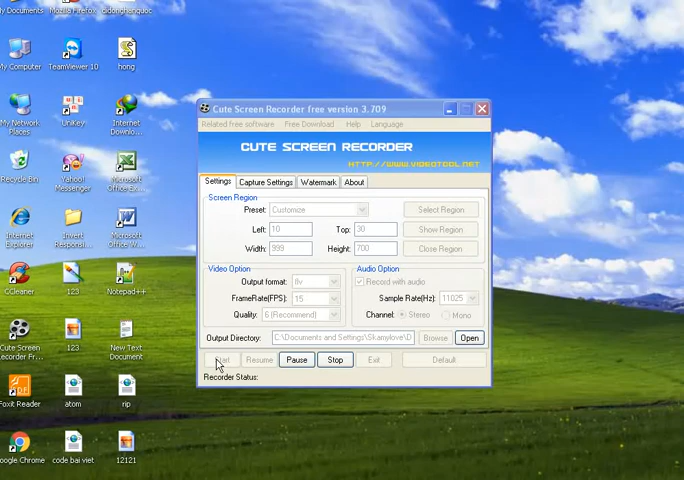 My Documents
Mozilla Firefox
didonghanquoc
My Computer
TeamViewer 10
hong
My Network Places
UniKey
Internet Downlo...
Recycle Bin
Yahoo! Messenger
Microsoft Office Ex...
Internet Explorer
Invert Responsi...
Microsoft Office W...
CCleaner
123
Notepad++
Cute Screen Recorder Fr...
123
New Text Document
Foxit Reader
atom
rip
Google Chrome
code bai viet
12121
Cute Screen Recorder free version 3.709
Related free software Free Download Help Language
CUTE SCREEN RECORDER
HTTP://WWW.VIDEOTOOL.NET
Settings Capture Settings Watermark About
Screen Region
Preset: Customize Select Region
Left: 10 Top: 30 Show Region
Width: 999 Height: 700 Close Region
Video Option Audio Option
Output format: flv Record with audio
FrameRate(FPS): 15 Sample Rate(Hz): 11025
Quality: 6 (Recommend) Channel: Stereo Mono
Output Directory: C:\Documents and Settings\Skamylove\D Browse Open
Start Resume Pause Stop Exit Default
Recorder Status: